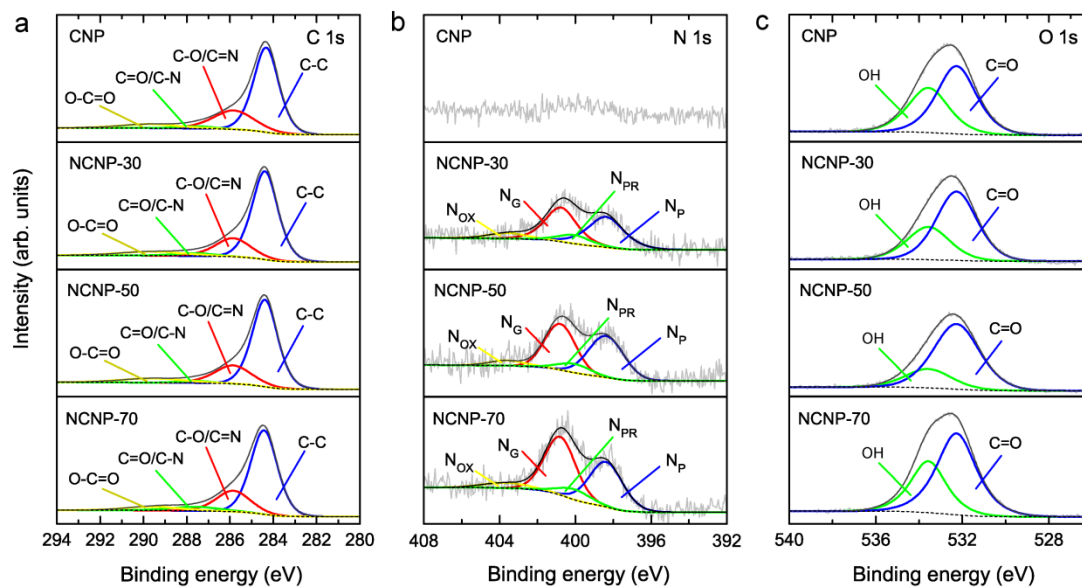 a
CNP
C 1s
C-O/C=N
C=O/C-N
O-C=O
C-C
NCNP-30
C-O/C=N
C=O/C-N
O-C=O
C-C
NCNP-50
C-O/C=N
C=O/C-N
O-C=O
C-C
NCNP-70
C-O/C=N
C=O/C-N
O-C=O
C-C
294 292 290 288 286 284 282 280
Binding energy (eV)
Intensity (arb. units)
b
CNP
N 1s
NCNP-30
N_OX
N_G
N_PR
N_P
NCNP-50
N_OX
N_G
N_PR
N_P
NCNP-70
N_OX
N_G
N_PR
N_P
408 404 400 396 392
Binding energy (eV)
c
CNP
O 1s
OH
C=O
NCNP-30
OH
C=O
NCNP-50
OH
C=O
NCNP-70
OH
C=O
540 536 532 528
Binding energy (eV)